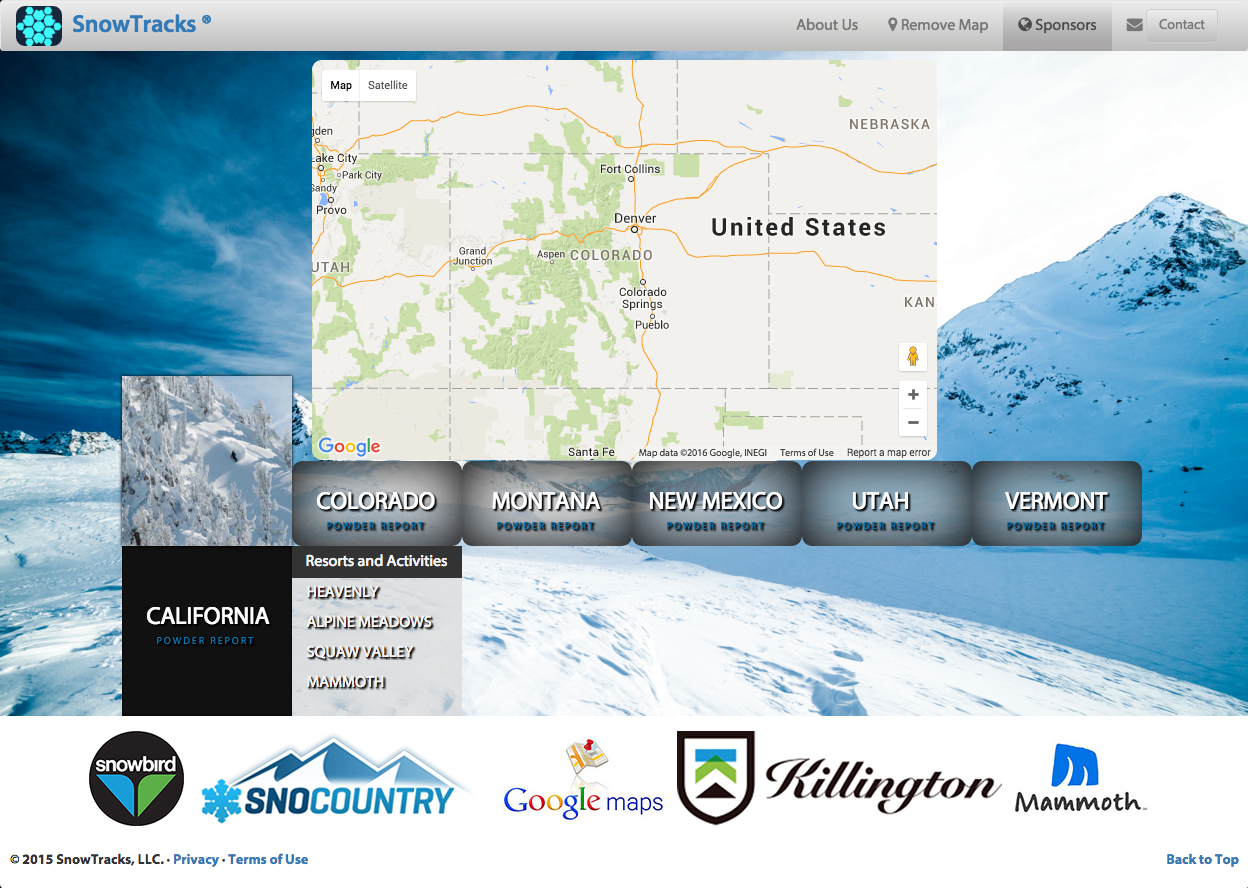 SnowTracks ®
About Us
Remove Map
Sponsors
Contact
Map
Satellite
NEBRASKA
gden
Lake City
Park City
Sandy
Provo
Fort Collins
Denver
United States
Grand
Junction
Aspen
COLORADO
UTAH
Colorado
Springs
KAN
Pueblo
Google
Santa Fe
Map data ©2016 Google, INEGI
Terms of Use
Report a map error
COLORADO
POWDER REPORT
MONTANA
POWDER REPORT
NEW MEXICO
POWDER REPORT
UTAH
POWDER REPORT
VERMONT
POWDER REPORT
CALIFORNIA
POWDER REPORT
Resorts and Activities
HEAVENLY
ALPINE MEADOWS
SQUAW VALLEY
MAMMOTH
snowbird
SNOCOUNTRY
Google maps
Killington
Mammoth
© 2015 SnowTracks, LLC. · Privacy · Terms of Use
Back to Top